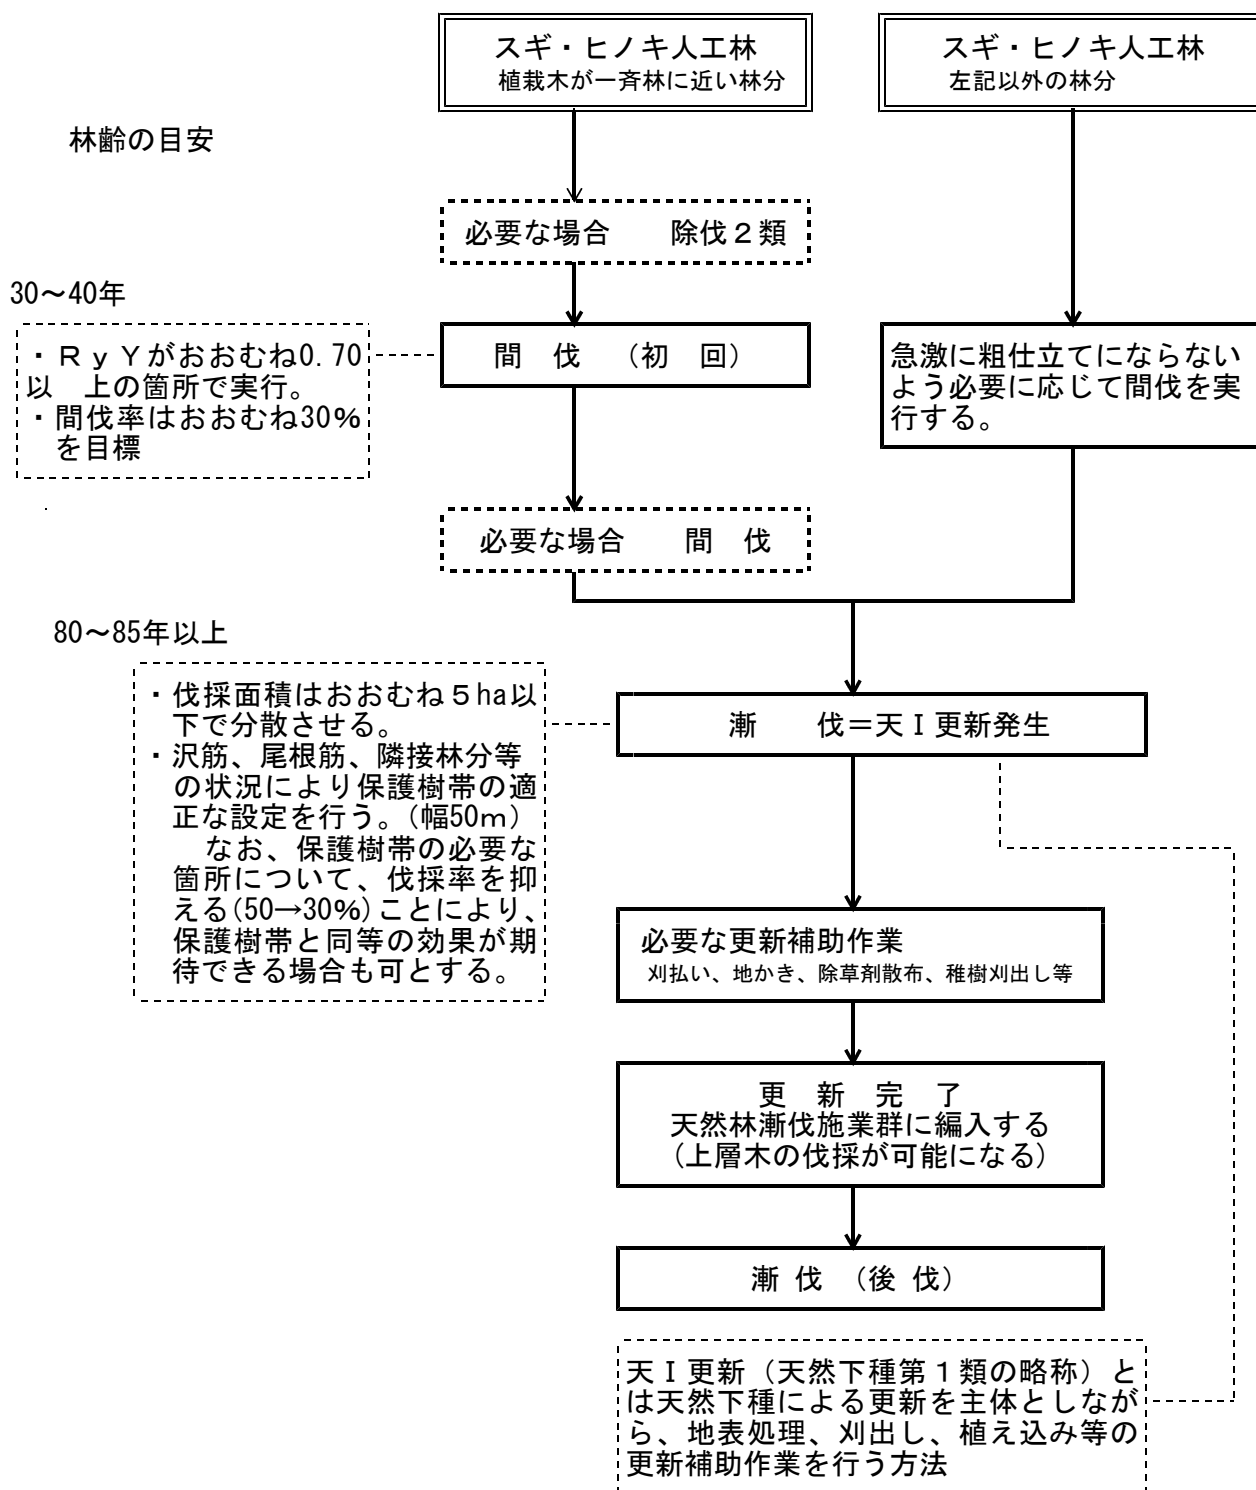 スギ・ヒノキ人工林
植栽木が一斉林に近い林分
スギ・ヒノキ人工林
左記以外の林分
林齢の目安
必要な場合　　除伐２類
30～40年
・ＲｙＹがおおむね0.70
以　上の箇所で実行。
・間伐率はおおむね30％
を目標
間　伐　（初　回）
急激に粗仕立てにならない
よう必要に応じて間伐を実
行する。
必要な場合　　間　伐
80～85年以上
・伐採面積はおおむね５ha以
下で分散させる。
・沢筋、尾根筋、隣接林分等
の状況により保護樹帯の適
正な設定を行う。（幅50ｍ）
　なお、保護樹帯の必要な
箇所について、伐採率を抑
える(50→30％)ことにより、
保護樹帯と同等の効果が期
待できる場合も可とする。
漸　　伐＝天Ⅰ更新発生
必要な更新補助作業
刈払い、地かき、除草剤散布、稚樹刈出し等
更　新　完　了
天然林漸伐施業群に編入する
（上層木の伐採が可能になる）
漸 伐 （後 伐）
天Ⅰ更新（天然下種第１類の略称）と
は天然下種による更新を主体としなが
ら、地表処理、刈出し、植え込み等の
更新補助作業を行う方法